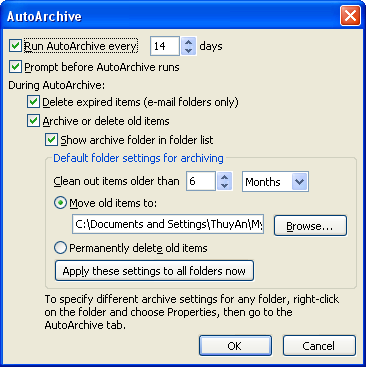 AutoArchive
Run AutoArchive every 14 days
Prompt before AutoArchive runs
During AutoArchive:
Delete expired items (e-mail folders only)
Archive or delete old items
Show archive folder in folder list
Default folder settings for archiving
Clean out items older than 6 Months
Move old items to:
C:\Documents and Settings\ThuyAn\My Browse...
Permanently delete old items
Apply these settings to all folders now
To specify different archive settings for any folder, right-click
on the folder and choose Properties, then go to the
AutoArchive tab.
OK Cancel